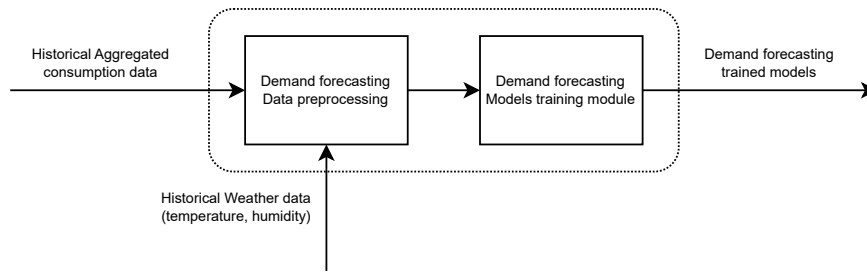 Historical Aggregated
consumption data
Demand forecasting
Data preprocessing
Demand forecasting
Models training module
Demand forecasting
trained models
Historical Weather data
(temperature, humidity)